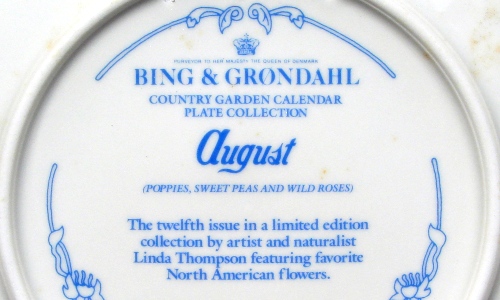 PURVEYOR TO HER MAJESTY THE QUEEN OF DENMARK
BING & GRØNDAHL
COUNTRY GARDEN CALENDAR
PLATE COLLECTION
August
(POPPIES, SWEET PEAS AND WILD ROSES)
The twelfth issue in a limited edition
collection by artist and naturalist
Linda Thompson featuring favorite
North American flowers.